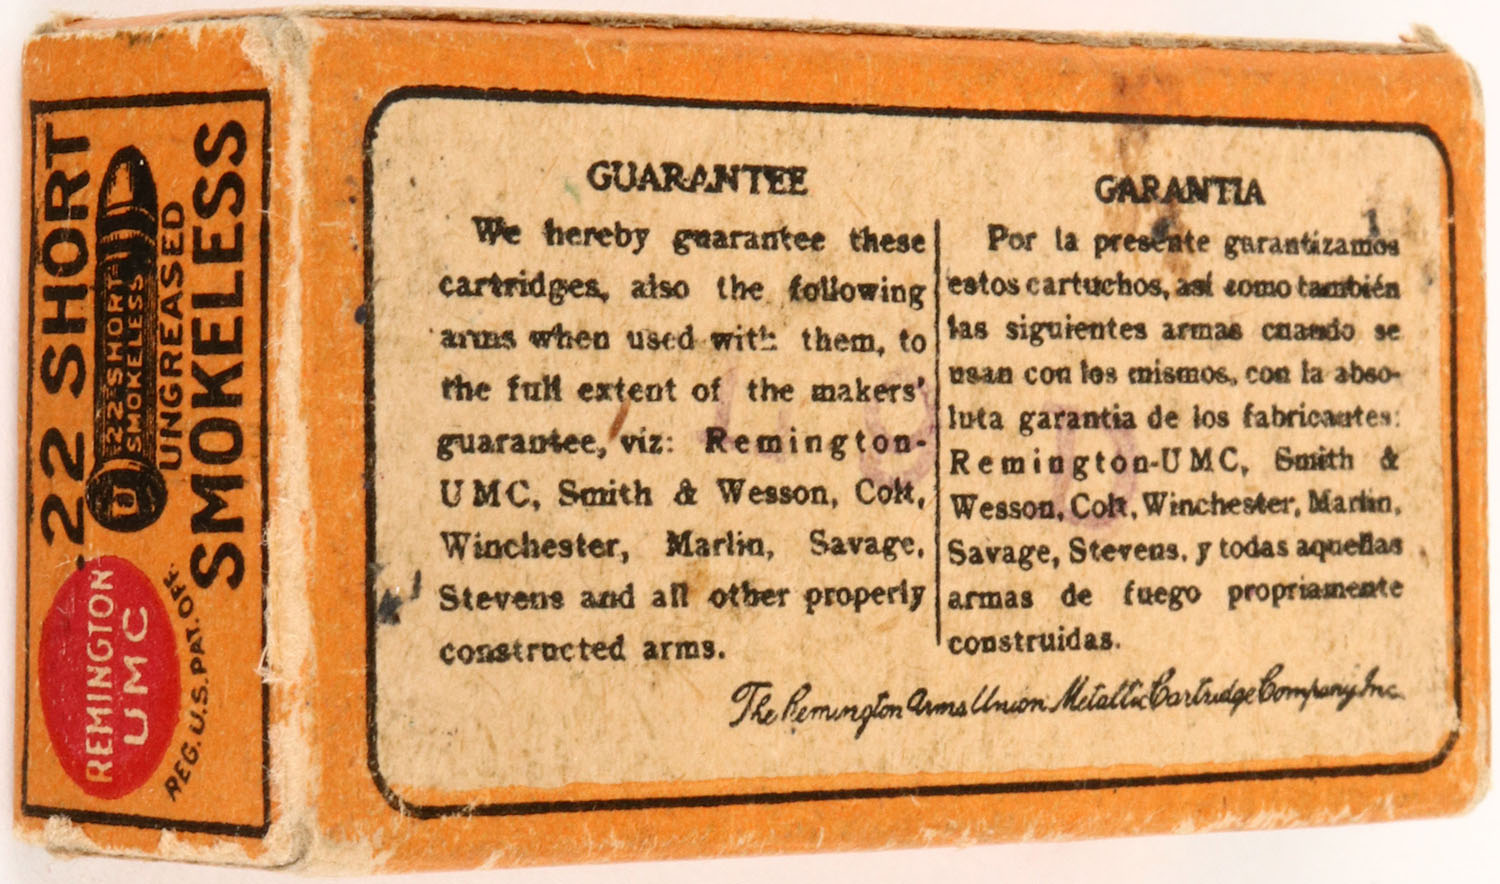 .22 SHORT
.22 SHORT
SMOKELESS
U
UNGREASED
SMOKELESS
REMINGTON
UMC
REG. U.S. PAT. OFF.
GUARANTEE
We hereby guarantee these
cartridges, also the following
arms when used with them, to
the full extent of the makers'
guarantee, viz: Remington-
UMC, Smith & Wesson, Colt,
Winchester, Marlin, Savage,
Stevens and all other properly
constructed arms.
GARANTIA
Por la presente garantizamos
estos cartuchos, así como también
las siguientes armas cuando se
usan con los mismos, con la abso-
luta garantia de los fabricantes:
Remington-UMC, Smith &
Wesson, Colt, Winchester, Marlin,
Savage, Stevens, y todas aquellas
armas de fuego propriamente
construidas.
The Remington Arms Union Metallic Cartridge Company, Inc.